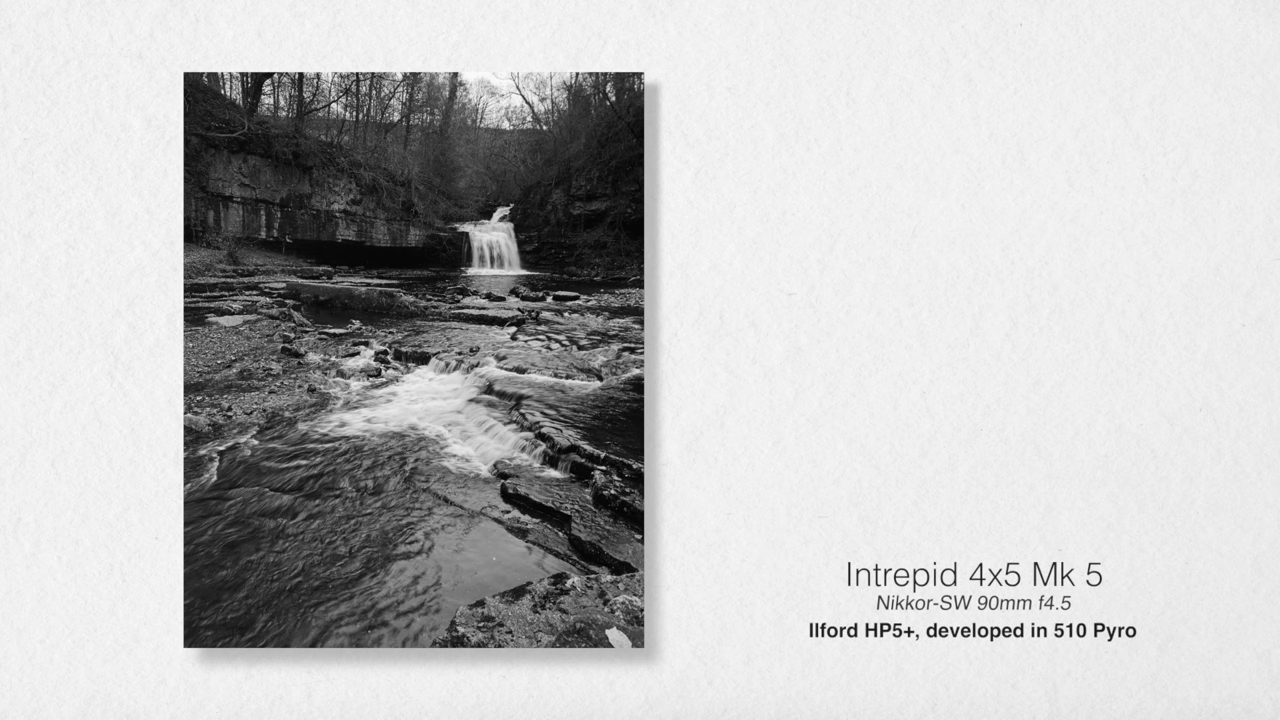 Intrepid 4x5 Mk 5
Nikkor-SW 90mm f4.5
Ilford HP5+, developed in 510 Pyro